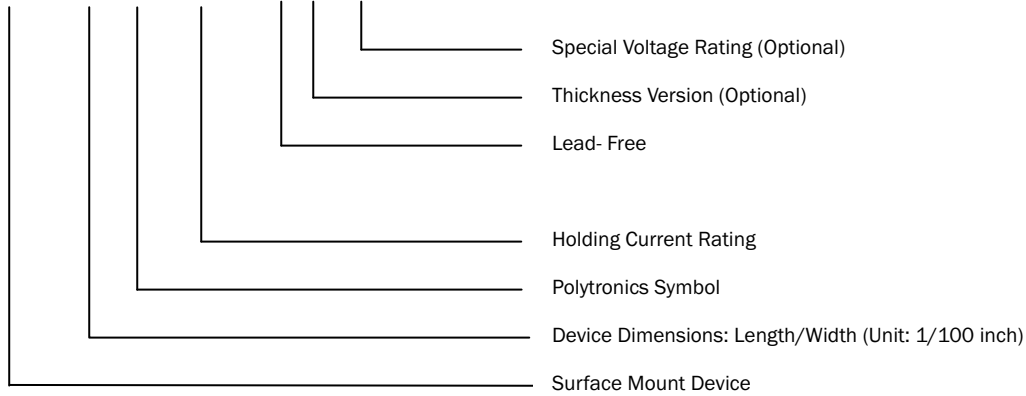 Special Voltage Rating (Optional)
Thickness Version (Optional)
Lead- Free
Holding Current Rating
Polytronics Symbol
Device Dimensions: Length/Width (Unit: 1/100 inch)
Surface Mount Device